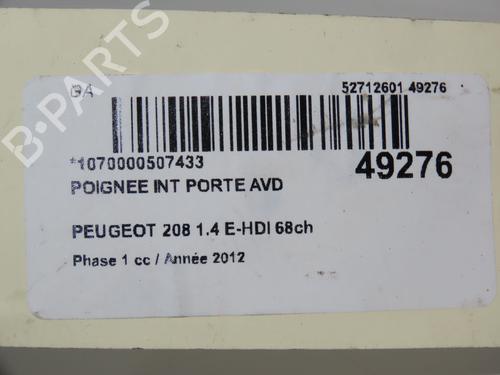 B-PARTS
GA
52712601 49276
*1070000507433
49276
POIGNEE INT PORTE AVD
PEUGEOT 208 1.4 E-HDI 68ch
Phase 1 cc / Année 2012